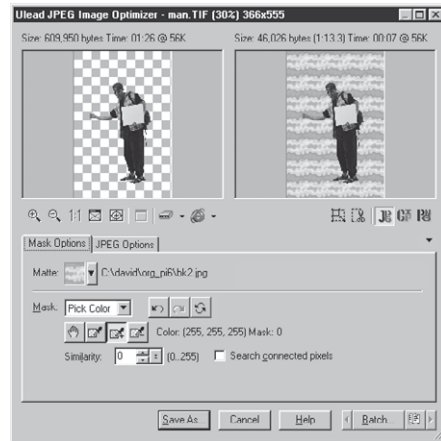 Ulead JPEG Image Optimizer - man.TIF (30%) 366x555
Size: 609,950 bytes Time: 01:26 @ 56K Size: 46,026 bytes (1:13.3) Time: 00:07 @ 56K
1:1
Mask Options JPEG Options
Matte: C:\david\org_pi6\bk2.jpg
Mask: Pick Color
Color: (255, 255, 255) Mask: 0
Similarity: 0 (0..255) Search connected pixels
Save As Cancel Help Batch...